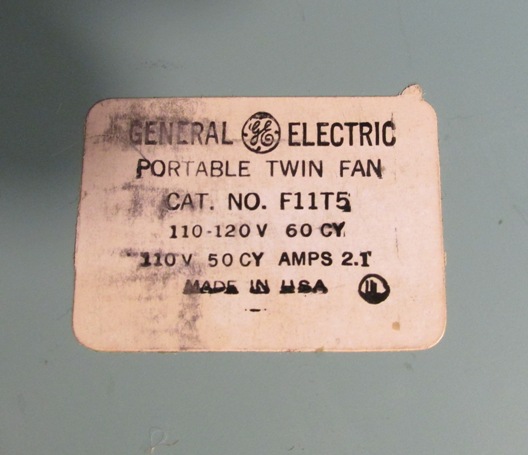 GENERAL GE ELECTRIC
PORTABLE TWIN FAN
CAT. NO. F11T5
110-120 V 60 CY.
110 V 50 CY AMPS 2.1
MADE IN USA UL